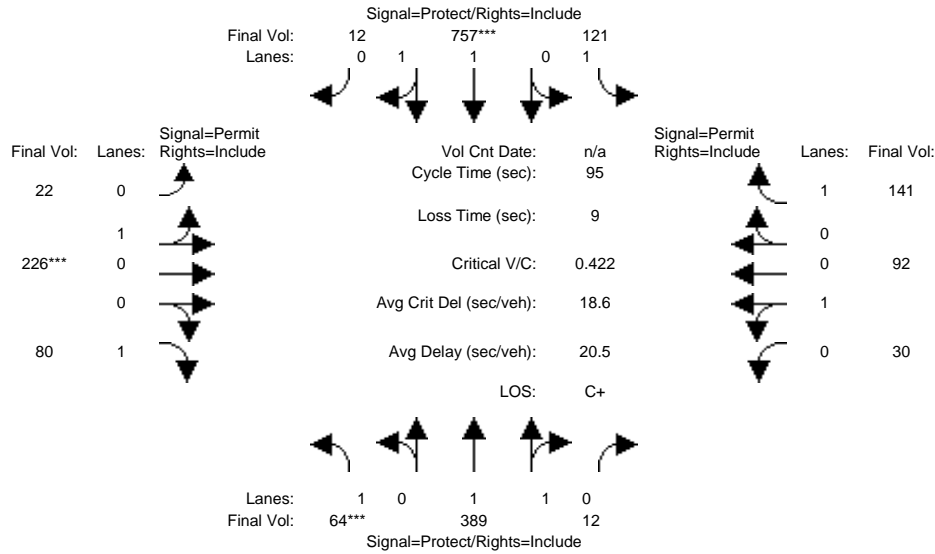 Signal=Protect/Rights=Include
Final Vol: 12 757*** 121
Lanes: 0 1 1 0 1
Signal=Permit
Final Vol: Lanes: Rights=Include
Vol Cnt Date: n/a
Signal=Permit
Rights=Include Lanes: Final Vol:
Cycle Time (sec): 95
22 0
1 141
Loss Time (sec): 9
1
0
226*** 0
Critical V/C: 0.422
0 92
0
Avg Crit Del (sec/veh): 18.6
1
80 1
Avg Delay (sec/veh): 20.5
0 30
LOS: C+
Lanes: 1 0 1 1 0
Final Vol: 64*** 389 12
Signal=Protect/Rights=Include